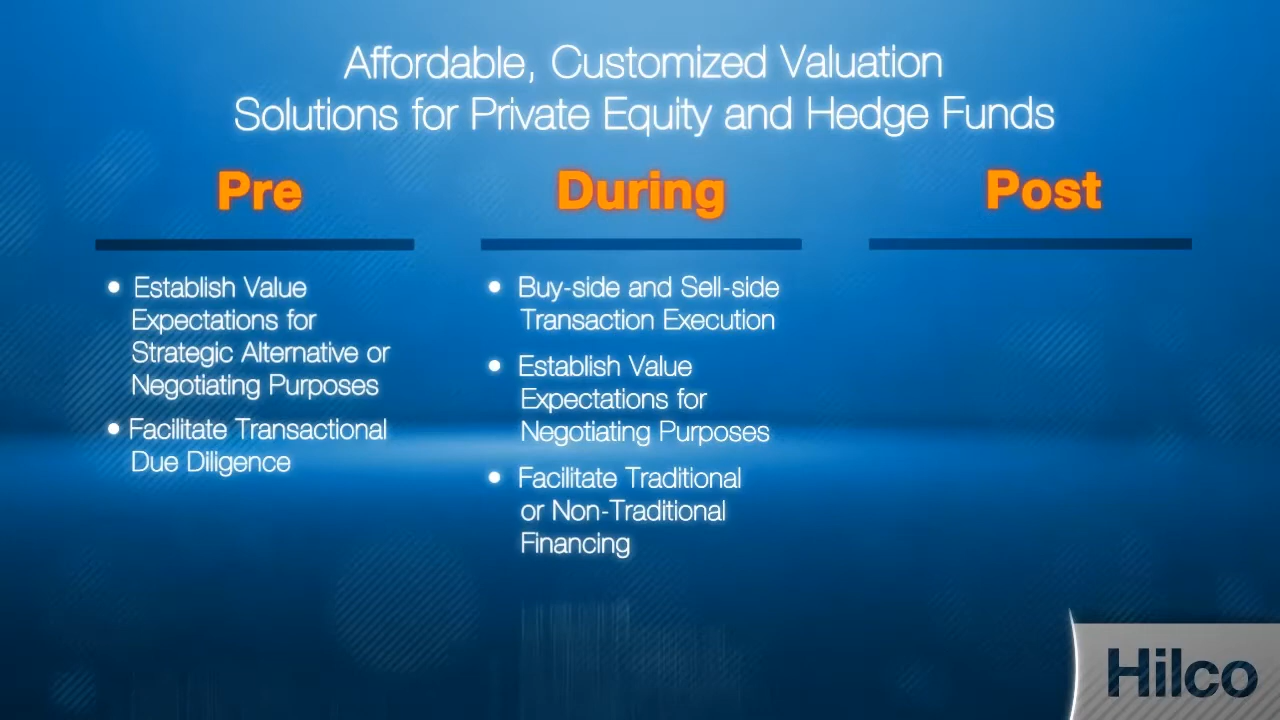 Affordable, Customized Valuation
Solutions for Private Equity and Hedge Funds
Pre
• Establish Value
Expectations for
Strategic Alternative or
Negotiating Purposes
• Facilitate Transactional
Due Diligence
During
• Buy-side and Sell-side
Transaction Execution
• Establish Value
Expectations for
Negotiating Purposes
• Facilitate Traditional
or Non-Traditional
Financing
Post
Hilco